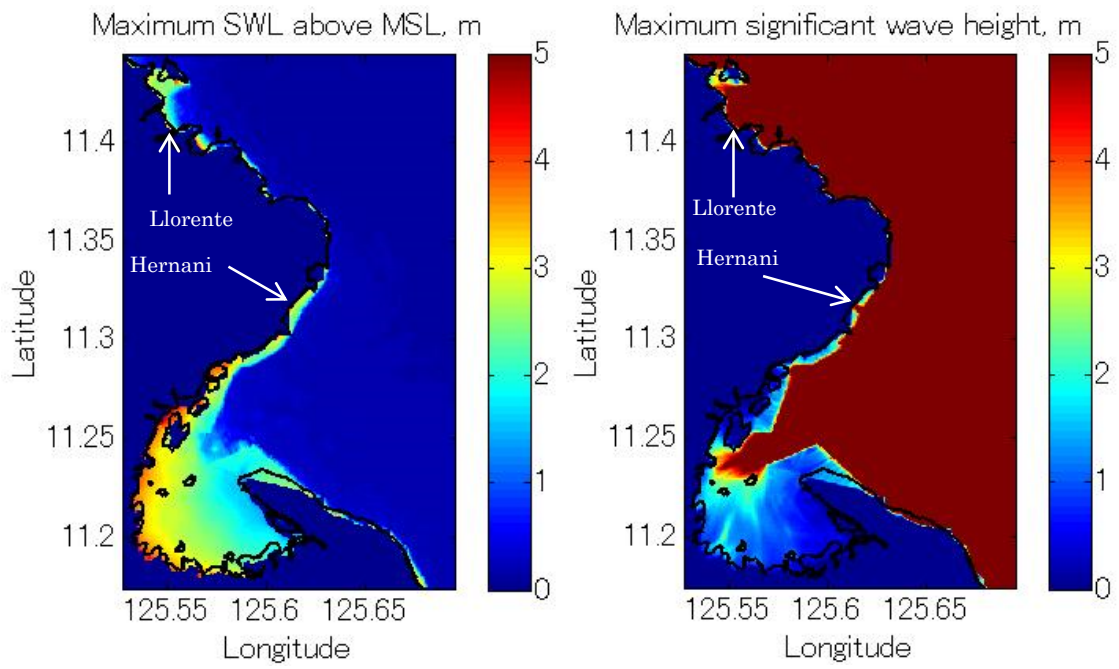 Maximum SWL above MSL, m
Maximum significant wave height, m
5
4
3
2
1
0
5
4
3
2
1
0
11.4
11.35
11.3
11.25
11.2
11.4
11.35
11.3
11.25
11.2
Llorente
Hernani
Llorente
Hernani
Latitude
Latitude
125.55 125.6 125.65
125.55 125.6 125.65
Longitude
Longitude